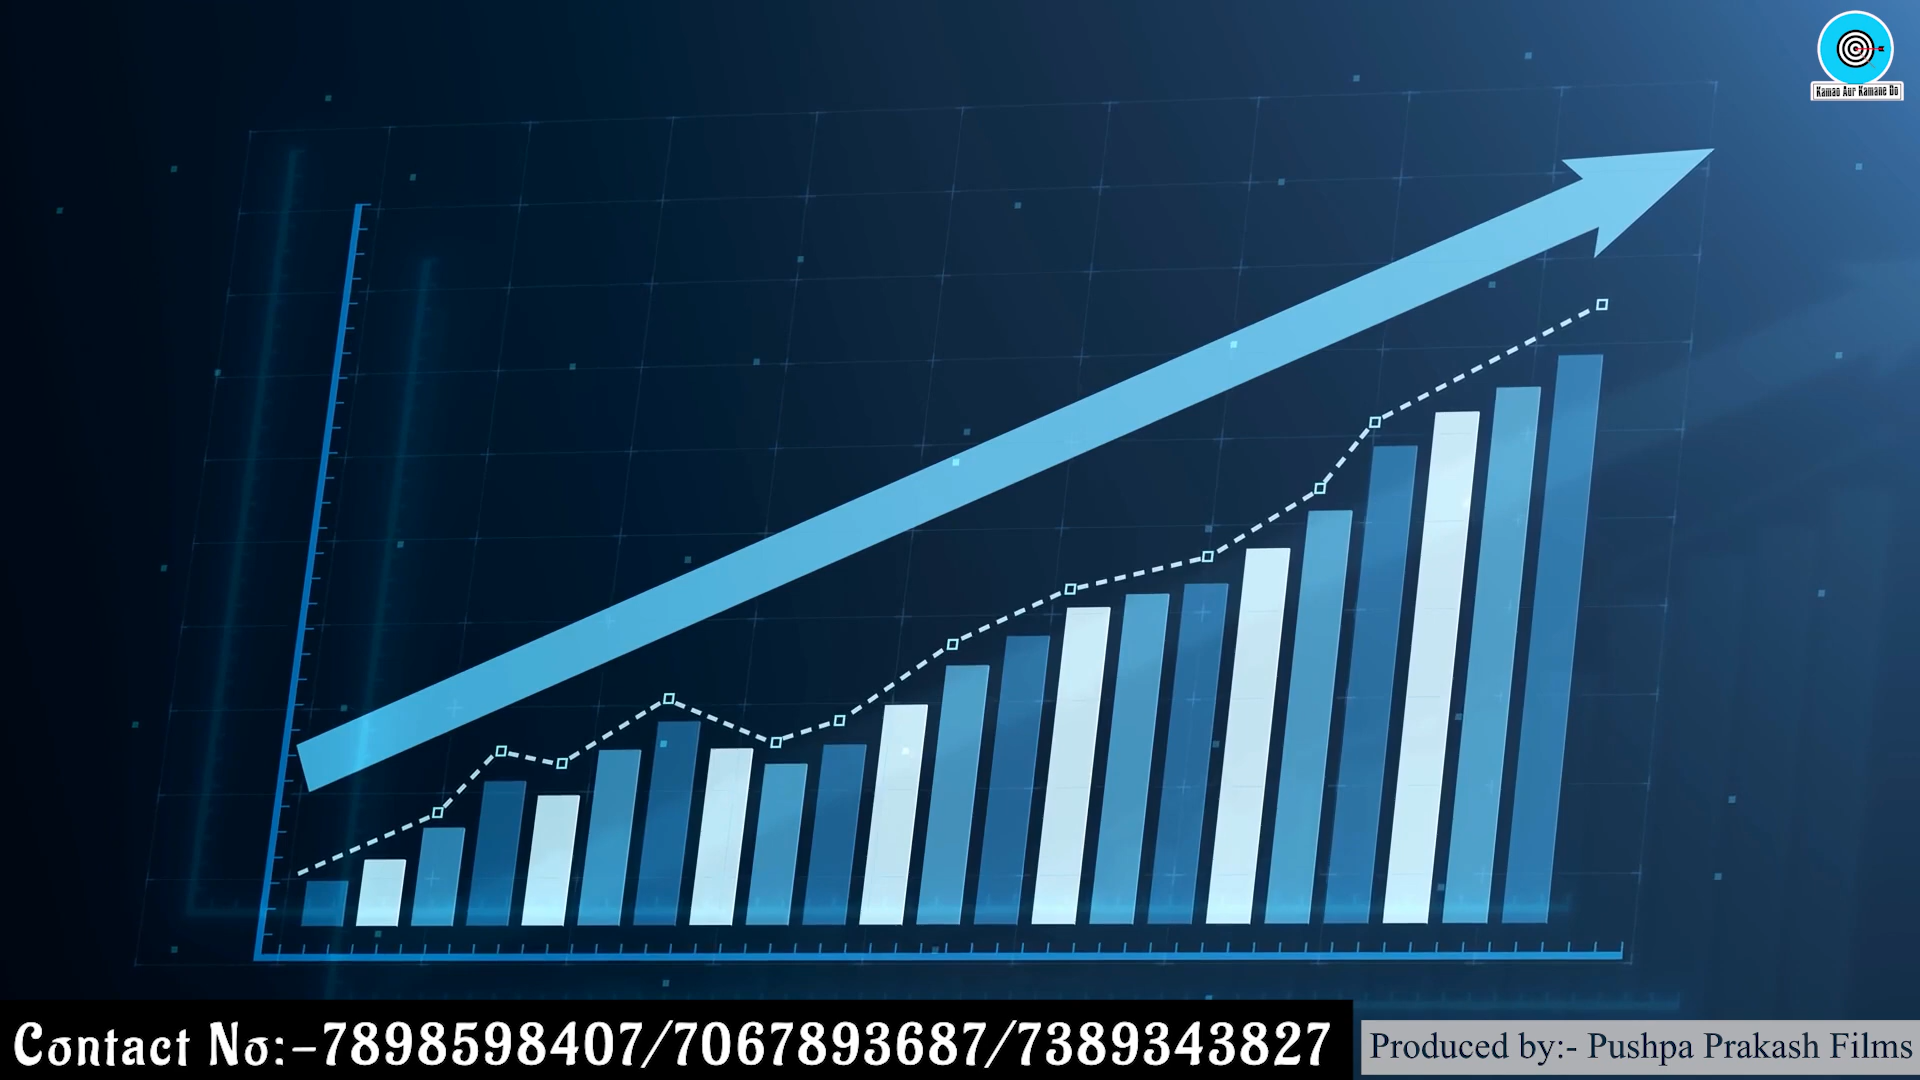 Kamao Aur Kamane Do
Contact No:-7898598407/7067893687/7389343827
Produced by:- Pushpa Prakash Films